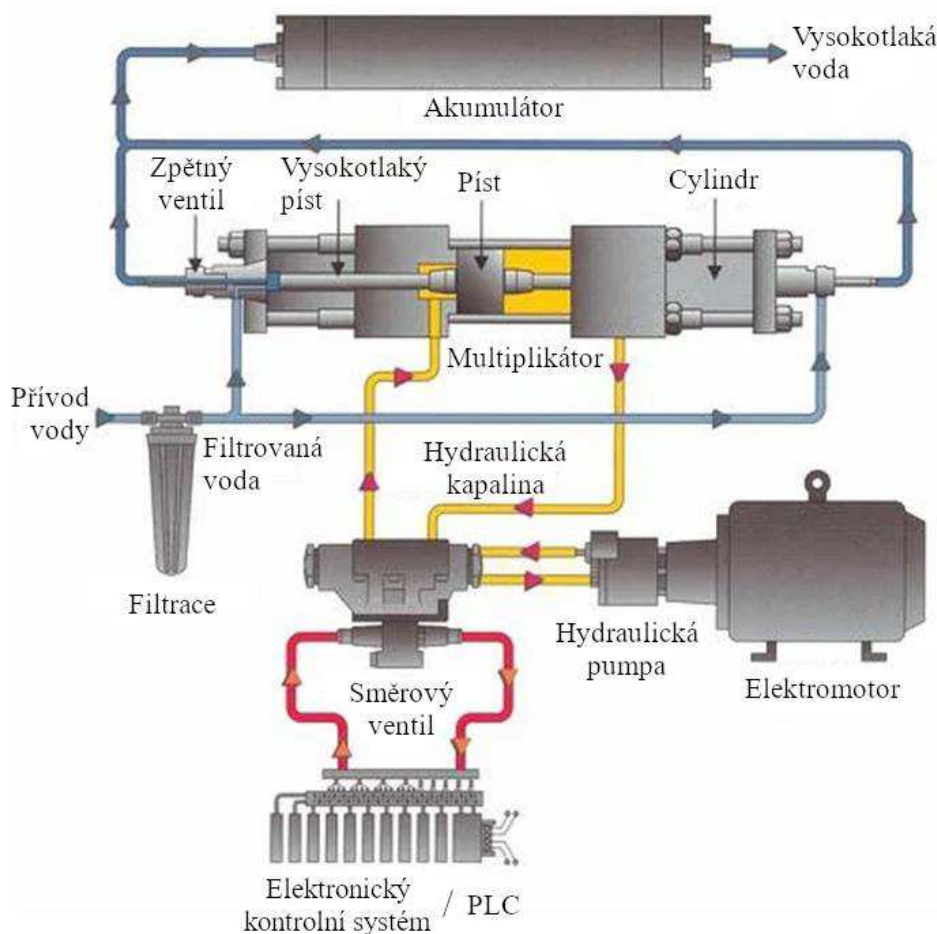 Vysokotlaká
voda
Akumulátor
Zpětný
ventil
Vysokotlaký
píst
Píst
Cylindr
Multiplikátor
Přívod
vody
Filtrovaná
voda
Hydraulická
kapalina
Filtrace
Hydraulická
pumpa
Elektromotor
Směrový
ventil
Elektronický
kontrolní systém / PLC